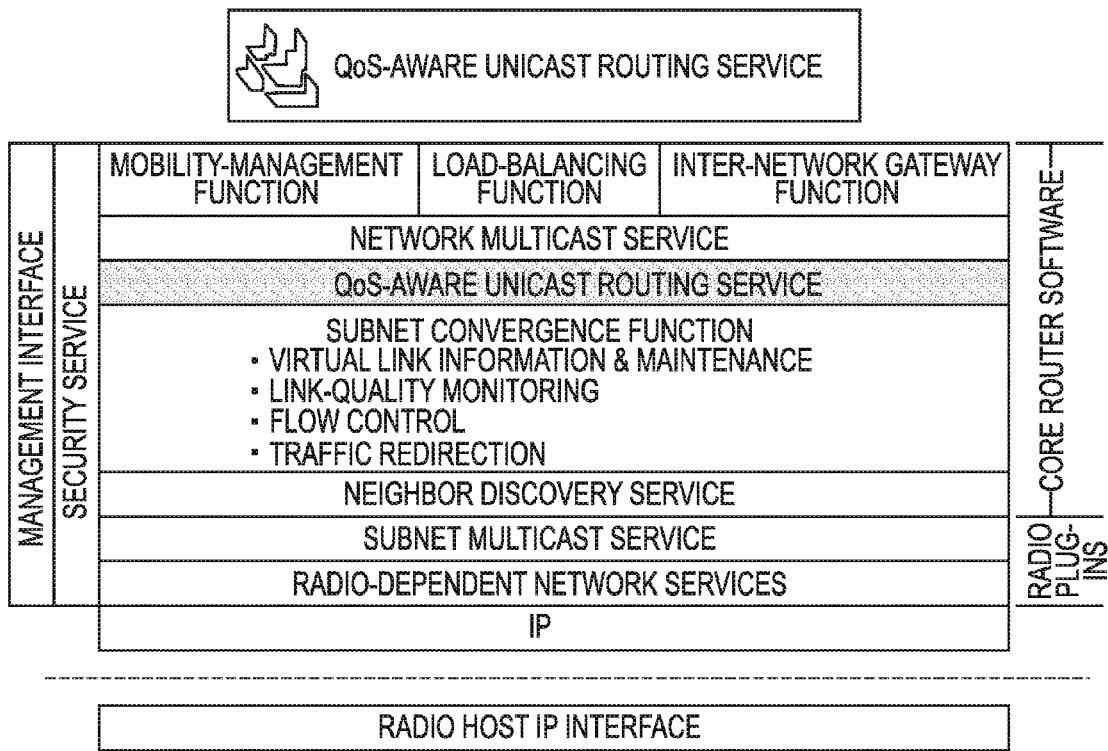 QoS-AWARE UNICAST ROUTING SERVICE
MANAGEMENT INTERFACE
SECURITY SERVICE
MOBILITY-MANAGEMENT
FUNCTION
LOAD-BALANCING
FUNCTION
INTER-NETWORK GATEWAY
FUNCTION
NETWORK MULTICAST SERVICE
QoS-AWARE UNICAST ROUTING SERVICE
SUBNET CONVERGENCE FUNCTION
▪ VIRTUAL LINK INFORMATION & MAINTENANCE
▪ LINK-QUALITY MONITORING
▪ FLOW CONTROL
▪ TRAFFIC REDIRECTION
NEIGHBOR DISCOVERY SERVICE
SUBNET MULTICAST SERVICE
RADIO-DEPENDENT NETWORK SERVICES
IP
CORE ROUTER SOFTWARE
RADIO
PLUG-
INS
RADIO HOST IP INTERFACE